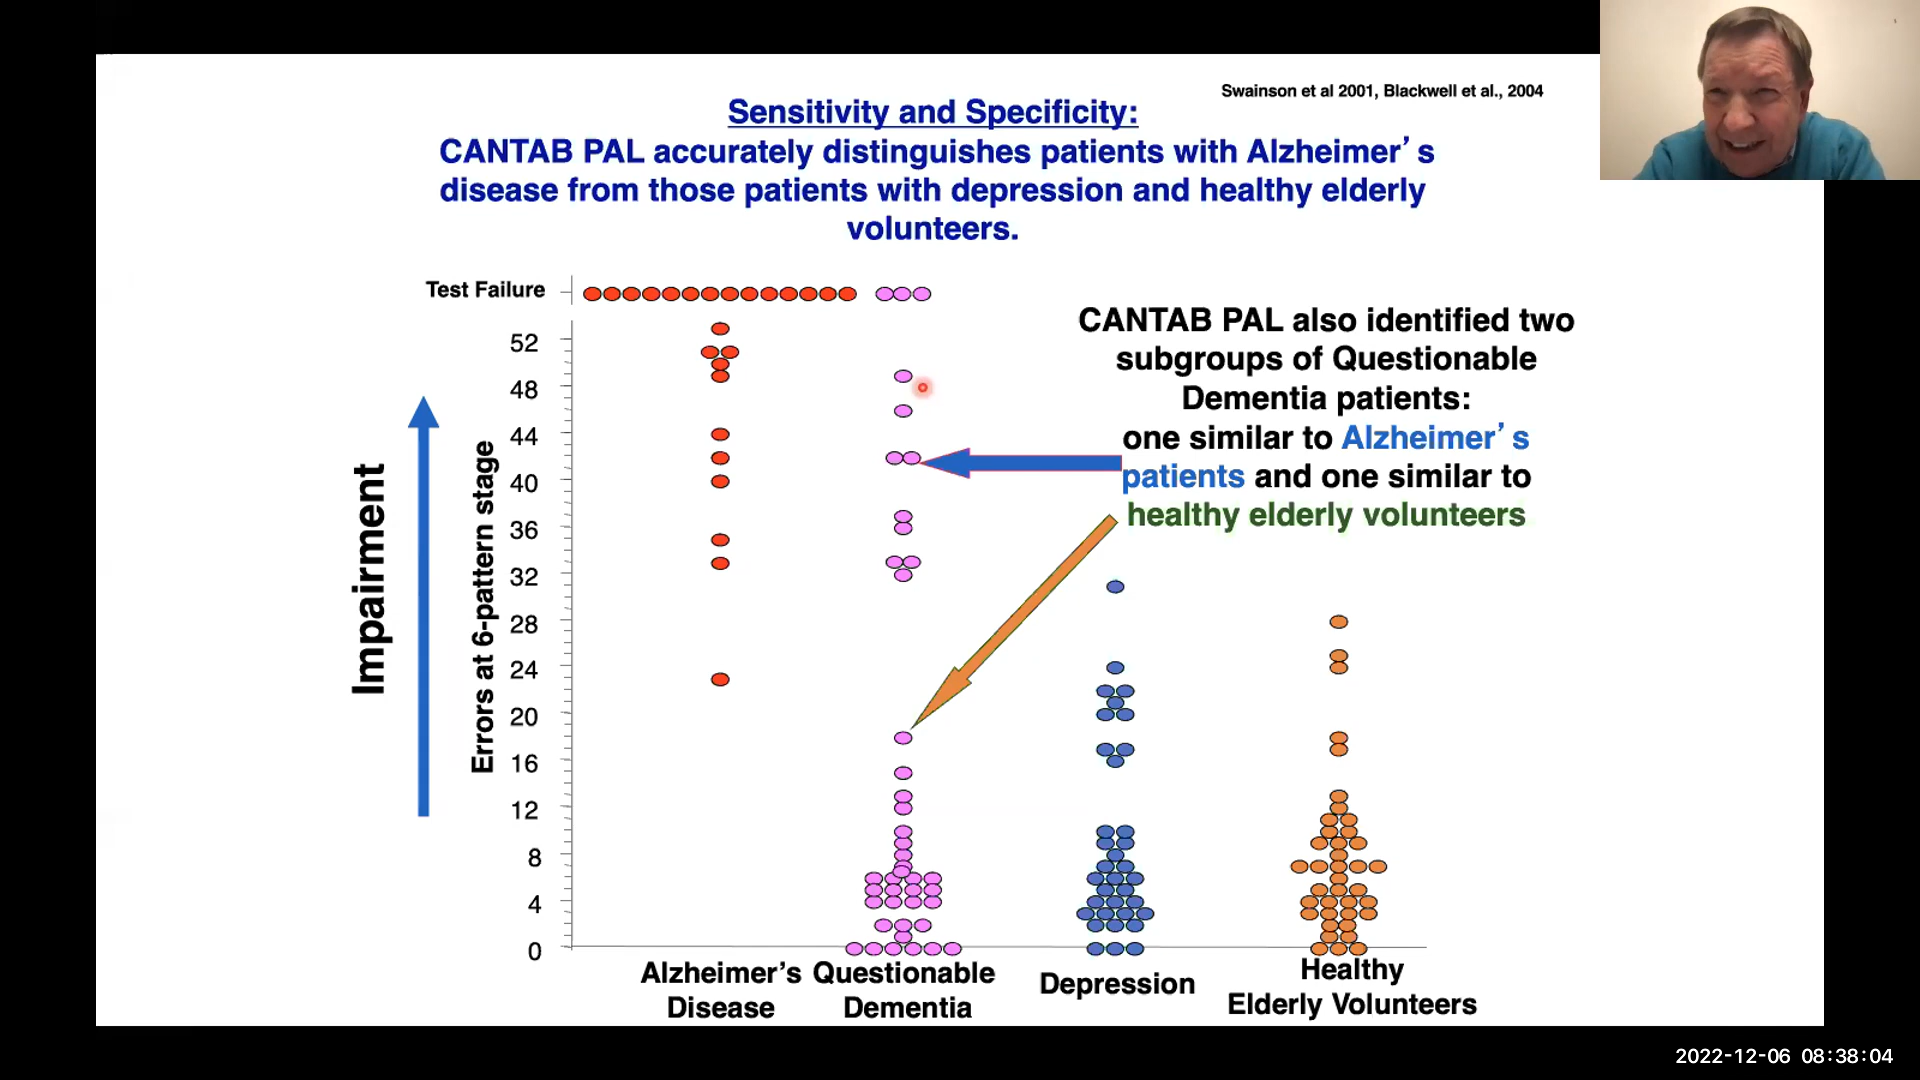 Swainson et al 2001, Blackwell et al., 2004
Sensitivity and Specificity:
CANTAB PAL accurately distinguishes patients with Alzheimer’s
disease from those patients with depression and healthy elderly
volunteers.
Test Failure
52
48
44
40
36
32
28
24
20
16
12
8
4
0
Impairment
Errors at 6-pattern stage
CANTAB PAL also identified two
subgroups of Questionable
Dementia patients:
one similar to Alzheimer’s
patients and one similar to
healthy elderly volunteers
Alzheimer’s
Disease
Questionable
Dementia
Depression
Healthy
Elderly Volunteers
2022-12-06 08:38:04